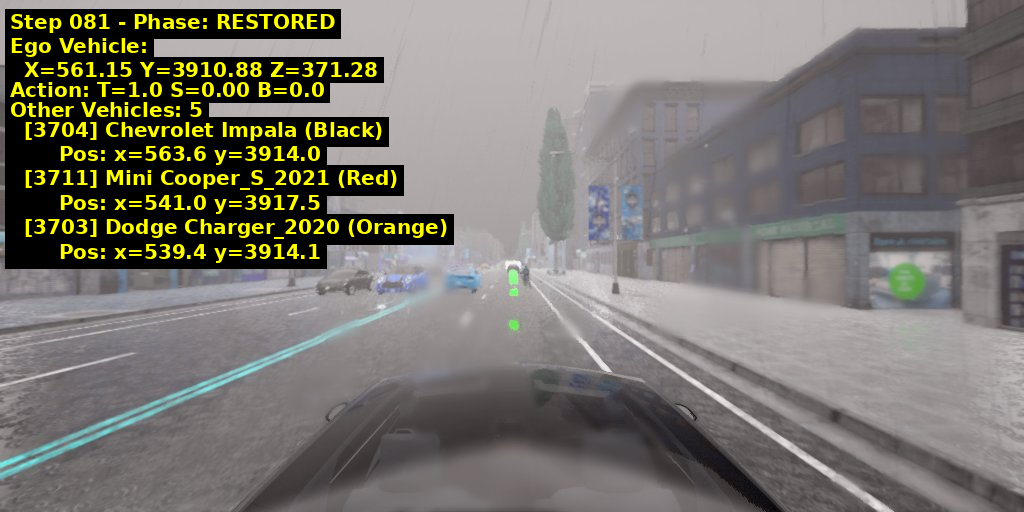 Step 081 - Phase: RESTORED
Ego Vehicle:
X=561.15 Y=3910.88 Z=371.28
Action: T=1.0 S=0.00 B=0.0
Other Vehicles: 5
[3704] Chevrolet Impala (Black)
Pos: x=563.6 y=3914.0
[3711] Mini Cooper_S_2021 (Red)
Pos: x=541.0 y=3917.5
[3703] Dodge Charger_2020 (Orange)
Pos: x=539.4 y=3914.1